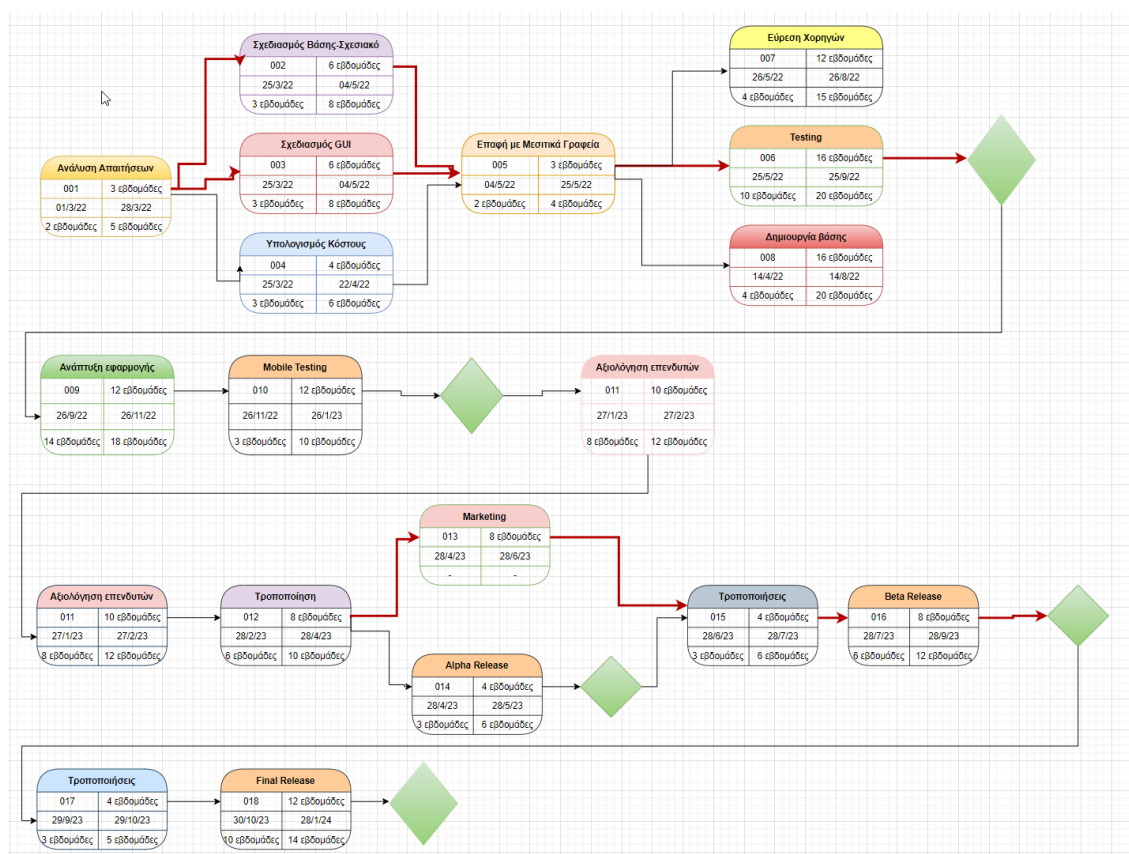 Σχεδιασμός Βάσης-Σχεσιακό
002 6 εβδομάδες
25/3/22 04/5/22
3 εβδομάδες 8 εβδομάδες
Εύρεση Χορηγών
007 12 εβδομάδες
26/5/22 26/8/22
4 εβδομάδες 15 εβδομάδες
Ανάλυση Απαιτήσεων
001 3 εβδομάδες
01/3/22 28/3/22
2 εβδομάδες 5 εβδομάδες
Σχεδιασμός GUI
003 6 εβδομάδες
25/3/22 04/5/22
3 εβδομάδες 8 εβδομάδες
Επαφή με Μεσιτικά Γραφεία
005 3 εβδομάδες
04/5/22 25/5/22
2 εβδομάδες 4 εβδομάδες
Testing
006 16 εβδομάδες
25/5/22 25/9/22
10 εβδομάδες 20 εβδομάδες
Υπολογισμός Κόστους
004 4 εβδομάδες
25/3/22 22/4/22
3 εβδομάδες 6 εβδομάδες
Δημιουργία βάσης
008 16 εβδομάδες
14/4/22 14/8/22
4 εβδομάδες 20 εβδομάδες
Ανάπτυξη εφαρμογής
009 12 εβδομάδες
26/9/22 26/11/22
14 εβδομάδες 18 εβδομάδες
Mobile Testing
010 12 εβδομάδες
26/11/22 26/1/23
3 εβδομάδες 10 εβδομάδες
Αξιολόγηση επενδυτών
011 10 εβδομάδες
27/1/23 27/2/23
8 εβδομάδες 12 εβδομάδες
Marketing
013 8 εβδομάδες
28/4/23 28/6/23
- -
Αξιολόγηση επενδυτών
011 10 εβδομάδες
27/1/23 27/2/23
8 εβδομάδες 12 εβδομάδες
Τροποποίηση
012 8 εβδομάδες
28/2/23 28/4/23
6 εβδομάδες 10 εβδομάδες
Τροποποιήσεις
015 4 εβδομάδες
28/6/23 28/7/23
3 εβδομάδες 6 εβδομάδες
Beta Release
016 8 εβδομάδες
28/7/23 28/9/23
6 εβδομάδες 12 εβδομάδες
Alpha Release
014 4 εβδομάδες
28/4/23 28/5/23
3 εβδομάδες 6 εβδομάδες
Τροποποιήσεις
017 4 εβδομάδες
29/9/23 29/10/23
3 εβδομάδες 5 εβδομάδες
Final Release
018 12 εβδομάδες
30/10/23 28/1/24
10 εβδομάδες 14 εβδομάδες